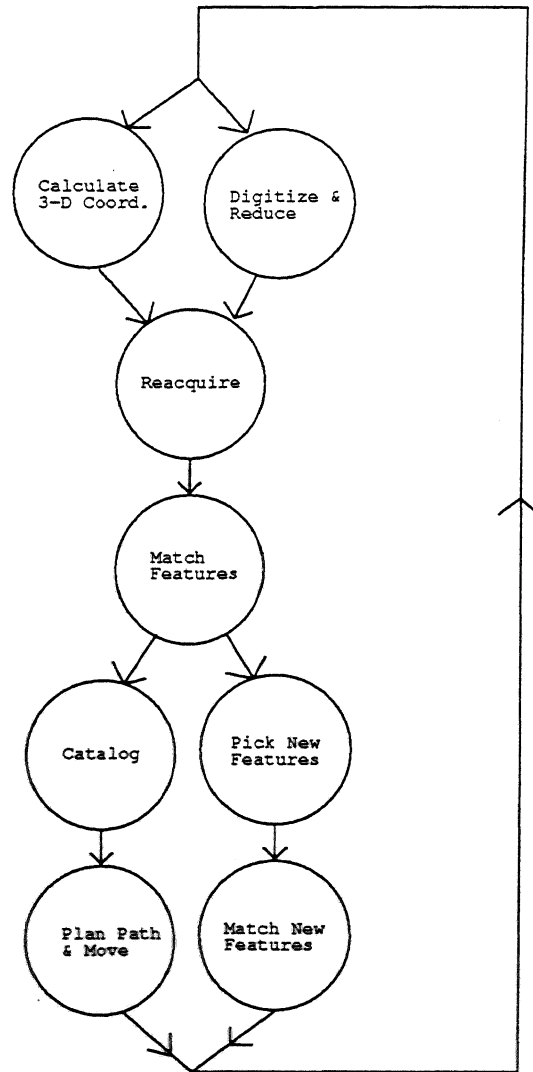 Calculate
3-D Coord.
Digitize &
Reduce
Reacquire
Match
Features
Catalog
Pick New
Features
Plan Path
& Move
Match New
Features